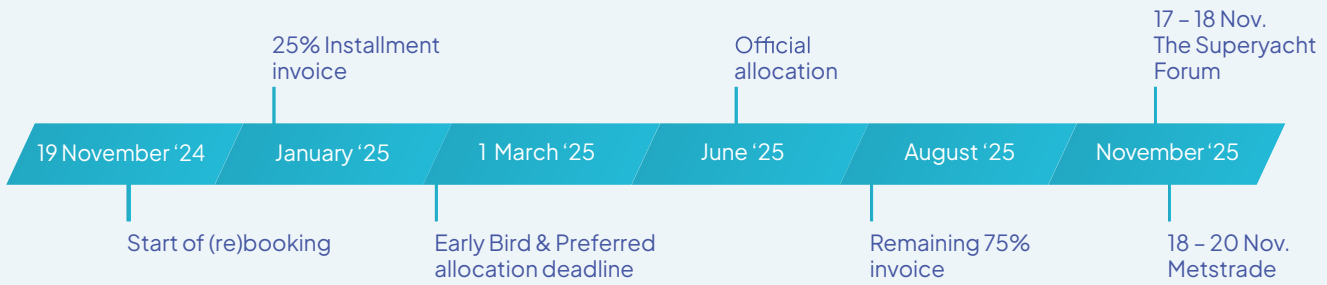 17 – 18 Nov.
The Superyacht
Forum
25% Installment
invoice
Official
allocation
19 November ‘24
January ‘25
1 March ‘25
June ‘25
August ‘25
November ‘25
Start of (re)booking
Early Bird & Preferred
allocation deadline
Remaining 75%
invoice
18 – 20 Nov.
Metstrade